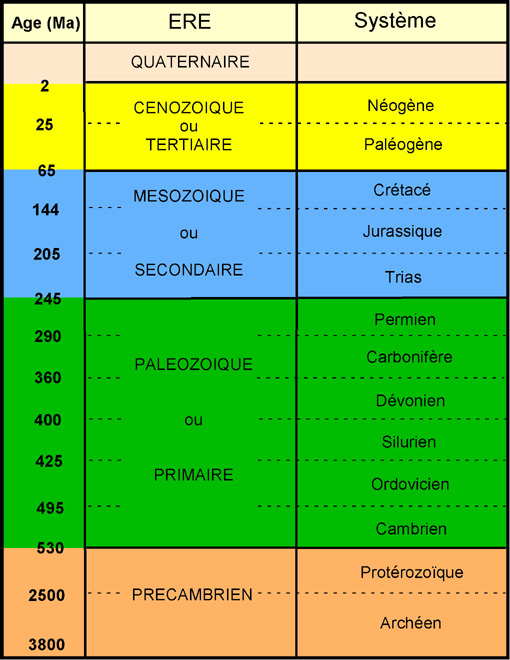 Age (Ma) ERE Système
QUATERNAIRE
2
CENOZOIQUE Néogène
25 ou
TERTIAIRE Paléogène
65
MESOZOIQUE Crétacé
144
ou Jurassique
205
SECONDAIRE Trias
245
Permien
290
PALEOZOIQUE Carbonifère
360
Dévonien
400 ou
Silurien
425
PRIMAIRE Ordovicien
495
Cambrien
530
Protérozoïque
2500 PRECAMBRIEN
Archéen
3800